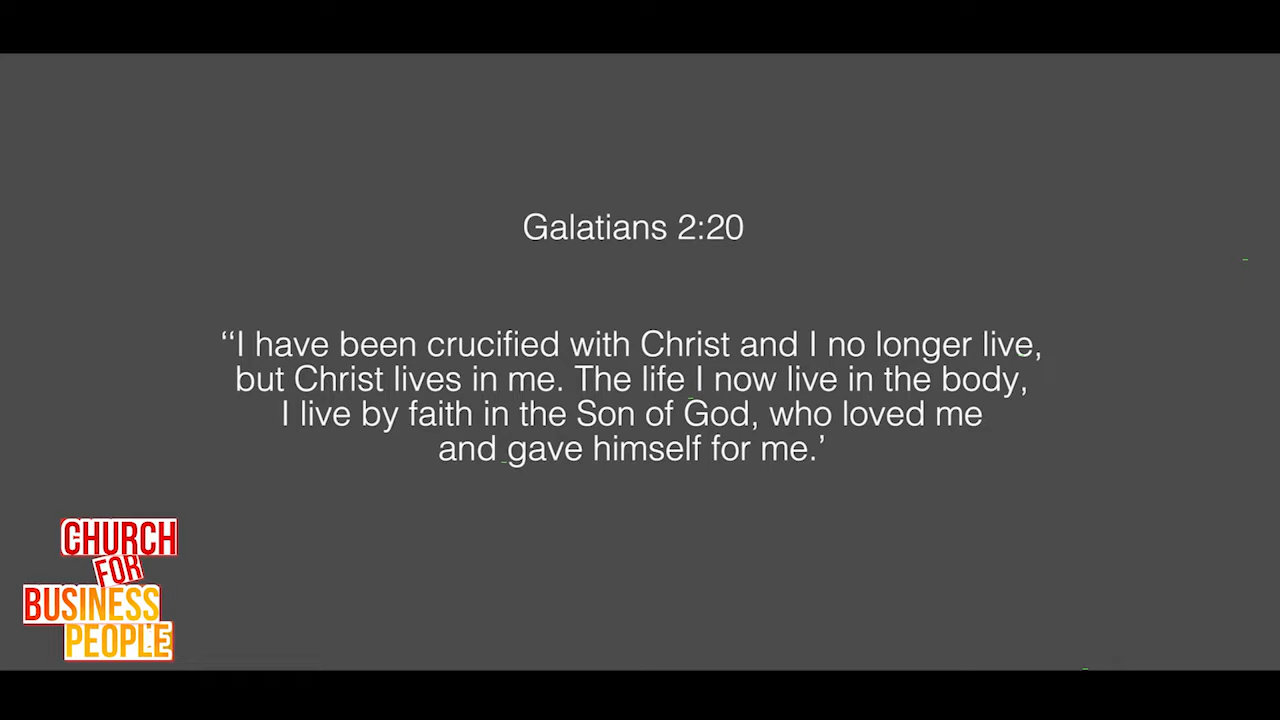 Galatians 2:20
‘‘I have been crucified with Christ and I no longer live,
but Christ lives in me. The life I now live in the body,
I live by faith in the Son of God, who loved me
and gave himself for me.’
CHURCH
FOR
BUSINESS
PEOPLE